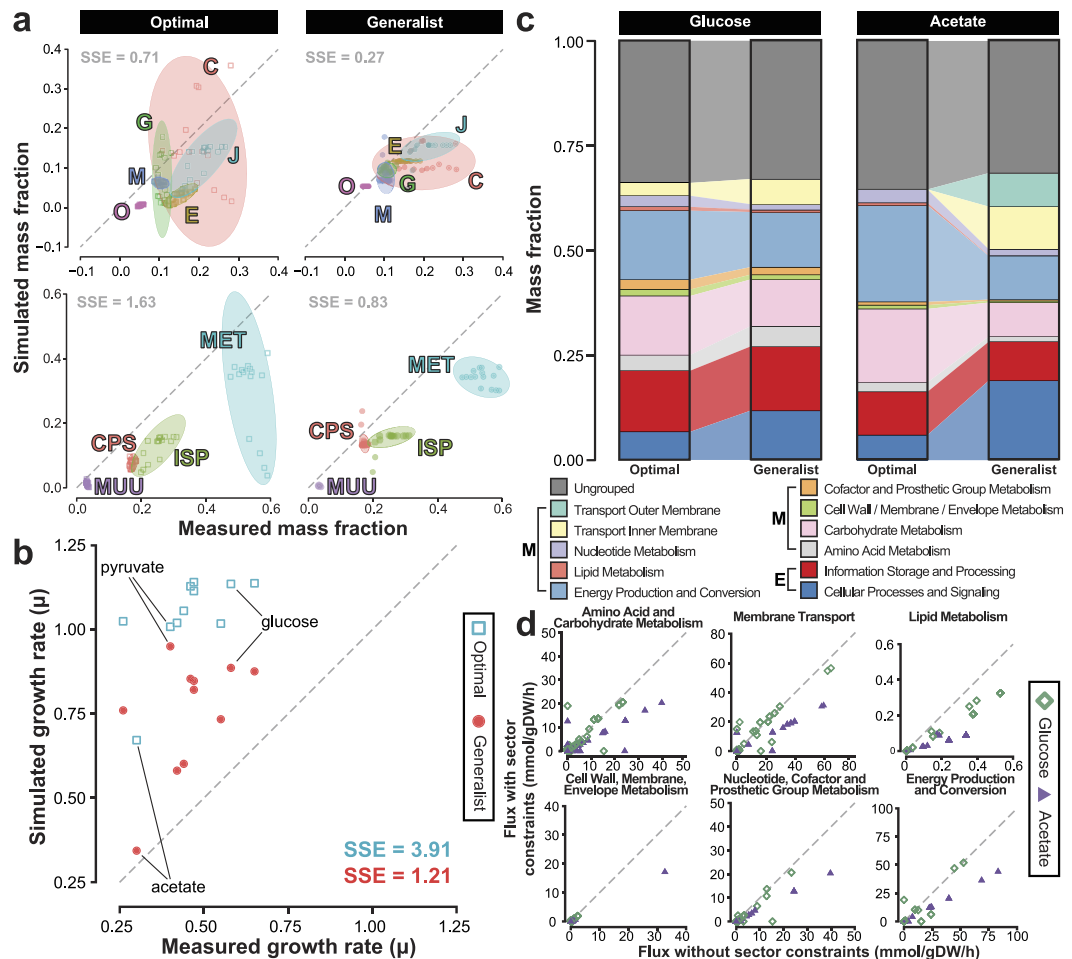 a
Optimal
Generalist
SSE = 0.71
SSE = 0.27
C
G
J
M
O
E
J
E
C
G
O
M
0.4
0.3
0.2
0.1
0.0
−0.1
−0.1 0.0 0.1 0.2 0.3 0.4
−0.1 0.0 0.1 0.2 0.3 0.4
Simulated mass fraction
SSE = 1.63
SSE = 0.83
MET
CPS
ISP
MUU
MET
CPS
ISP
MUU
0.6
0.4
0.2
0.0
0.0 0.2 0.4 0.6
0.0 0.2 0.4 0.6
Measured mass fraction
b
1.25
1.00
0.75
0.50
0.25
Simulated growth rate (μ)
pyruvate
glucose
acetate
SSE = 3.91
SSE = 1.21
0.25 0.50 0.75 1.00 1.25
Measured growth rate (μ)
Optimal
Generalist
c
Glucose
Acetate
1.00
0.75
0.50
0.25
0.00
Mass fraction
Optimal
Generalist
Optimal
Generalist
Ungrouped
M
Transport Outer Membrane
Transport Inner Membrane
Nucleotide Metabolism
Lipid Metabolism
Energy Production and Conversion
M
Cofactor and Prosthetic Group Metabolism
Cell Wall / Membrane / Envelope Metabolism
Carbohydrate Metabolism
Amino Acid Metabolism
E
Information Storage and Processing
Cellular Processes and Signaling
d
Amino Acid and
Carbohydrate Metabolism
50
40
30
20
10
0
0 10 20 30 40 50
Membrane Transport
80
60
40
20
0
0 20 40 60 80
Lipid Metabolism
0.6
0.4
0.2
0
0 0.2 0.4 0.6
Cell Wall, Membrane,
Envelope Metabolism
40
30
20
10
0
0 10 20 30 40
Nucleotide, Cofactor and
Prosthetic Group Metabolism
50
40
30
20
10
0
0 10 20 30 40 50
Energy Production
and Conversion
100
75
50
25
0
0 25 50 75 100
Flux with sector
constraints (mmol/gDW/h)
Flux without sector constraints (mmol/gDW/h)
Glucose
Acetate